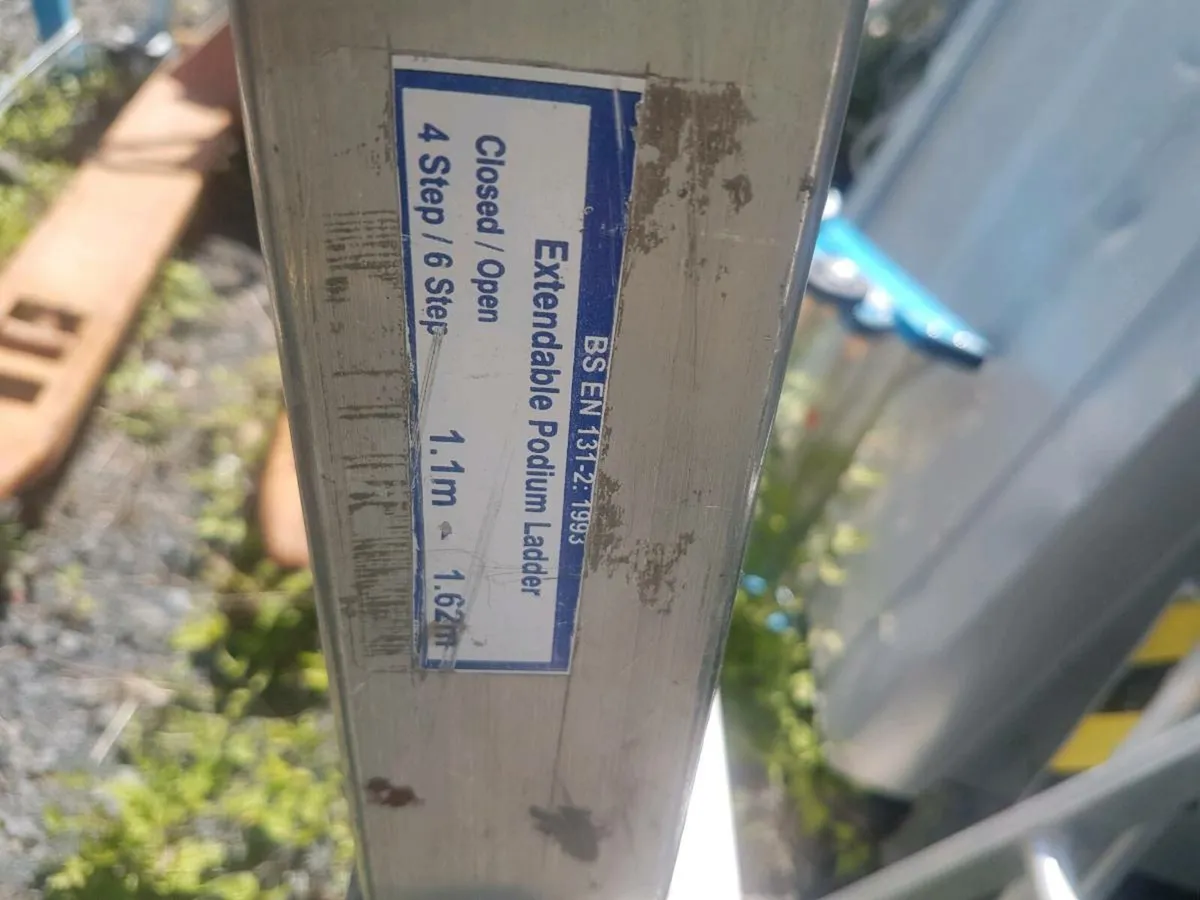 BS EN 131-2: 1993
Extendable Podium Ladder
Closed / Open
4 Step / 6 Step 1.1m - 1.62m